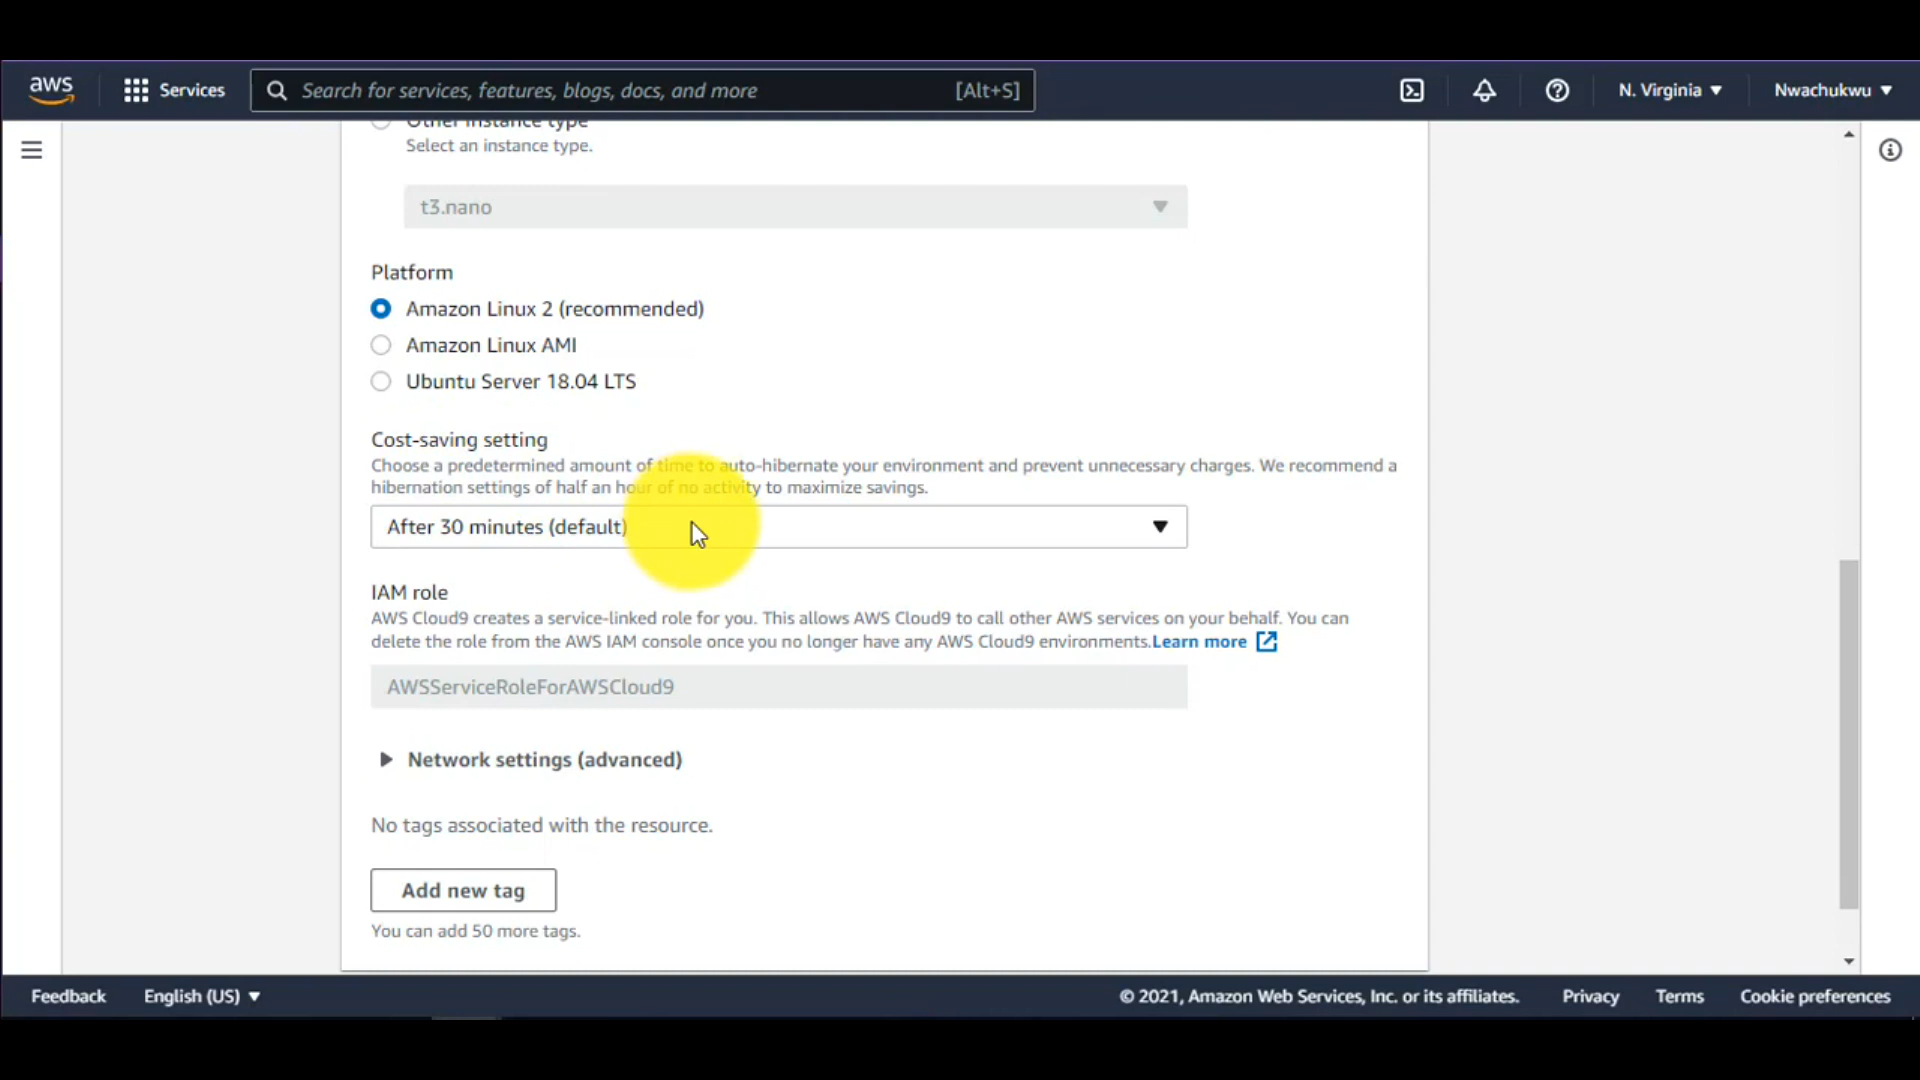 aws
Services
Search for services, features, blogs, docs, and more
[Alt+S]
N. Virginia
Nwachukwu
Other instance type
Select an instance type.
t3.nano
Platform
Amazon Linux 2 (recommended)
Amazon Linux AMI
Ubuntu Server 18.04 LTS
Cost-saving setting
Choose a predetermined amount of time to auto-hibernate your environment and prevent unnecessary charges. We recommend a
hibernation settings of half an hour of no activity to maximize savings.
After 30 minutes (default)
IAM role
AWS Cloud9 creates a service-linked role for you. This allows AWS Cloud9 to call other AWS services on your behalf. You can
delete the role from the AWS IAM console once you no longer have any AWS Cloud9 environments.Learn more
AWSServiceRoleForAWSCloud9
Network settings (advanced)
No tags associated with the resource.
Add new tag
You can add 50 more tags.
Feedback
English (US)
© 2021, Amazon Web Services, Inc. or its affiliates.
Privacy
Terms
Cookie preferences